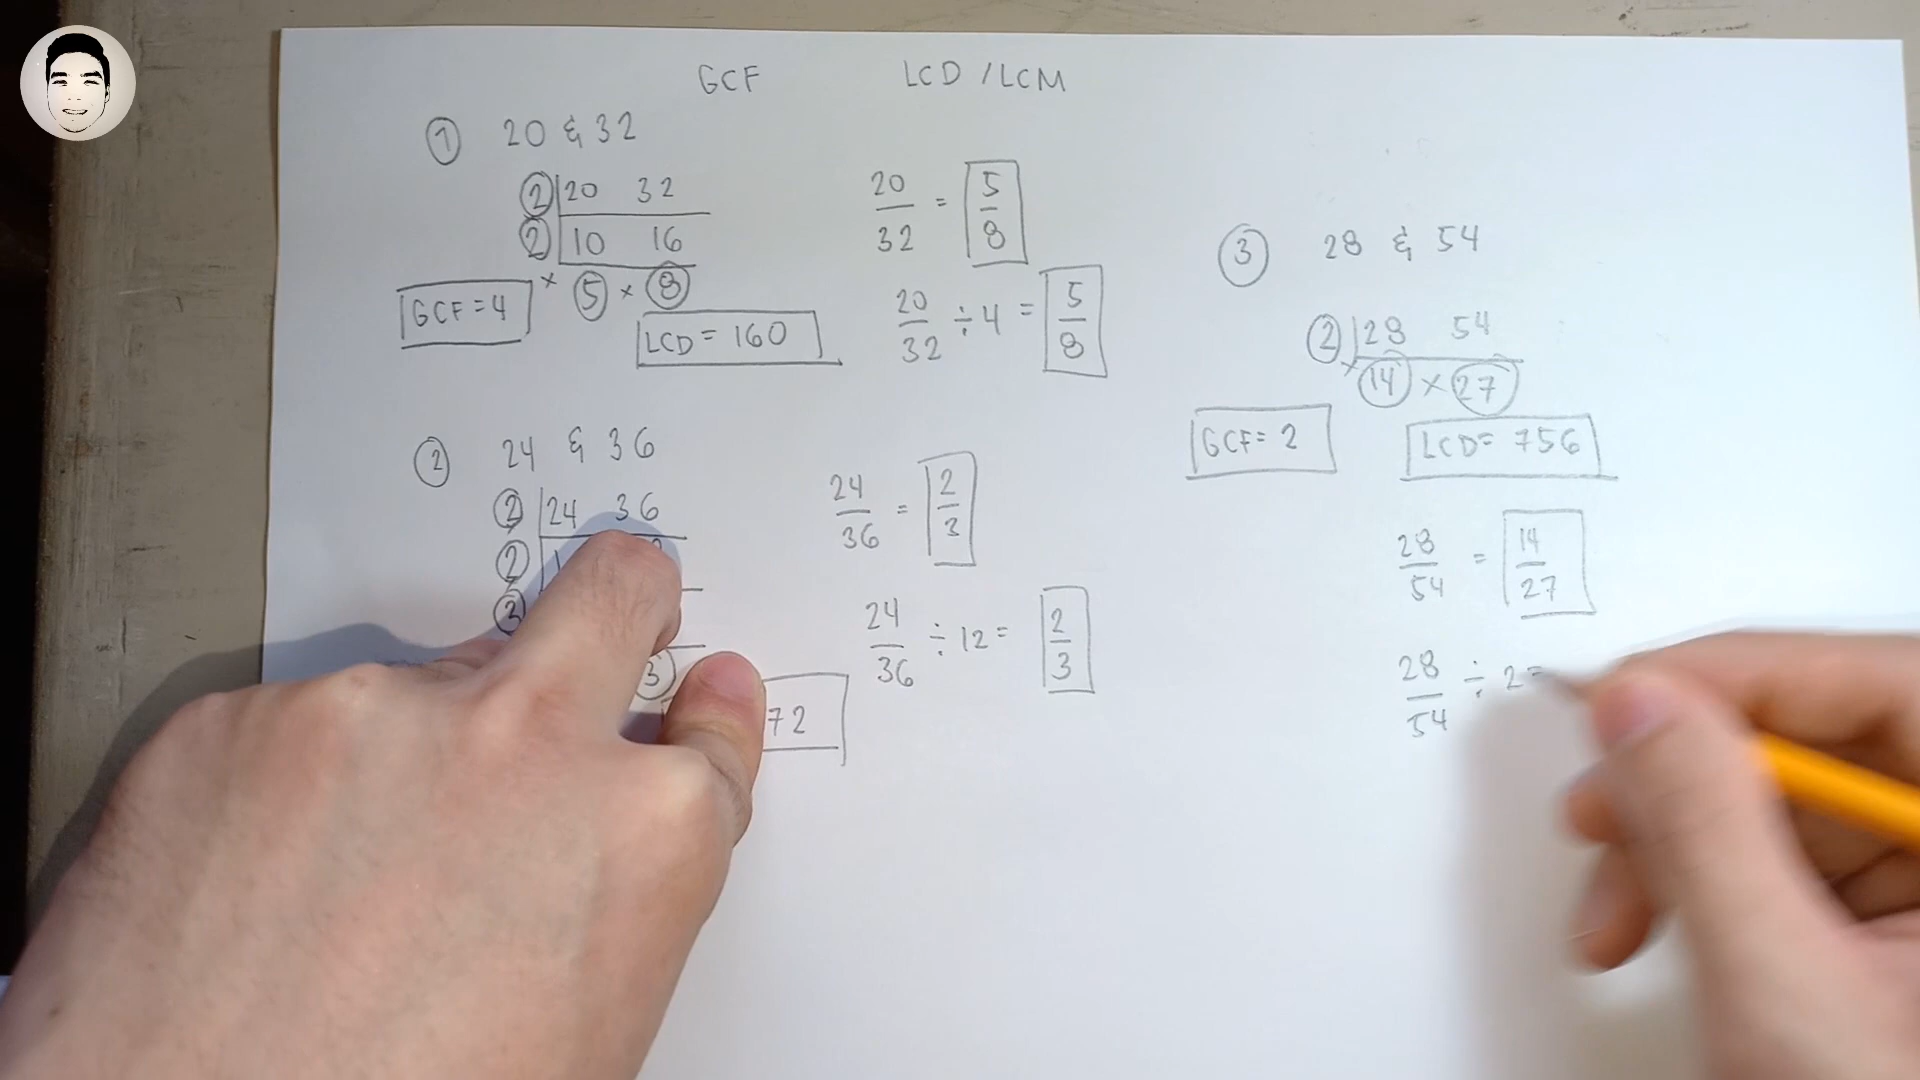 GCF LCD / LCM
① 20 & 32
② 20 32
② 10 16
× ⑤ × ⑧
GCF = 4
LCD = 160
20/32 = 5/8
20/32 ÷ 4 = 5/8
② 24 & 36
② 24 36
②
③
③
72
24/36 = 2/3
24/36 ÷ 12 = 2/3
③ 28 & 54
② 28 54
× ⑭ × ㉗
GCF = 2
LCD = 756
28/54 = 14/27
28/54 ÷ 2 =